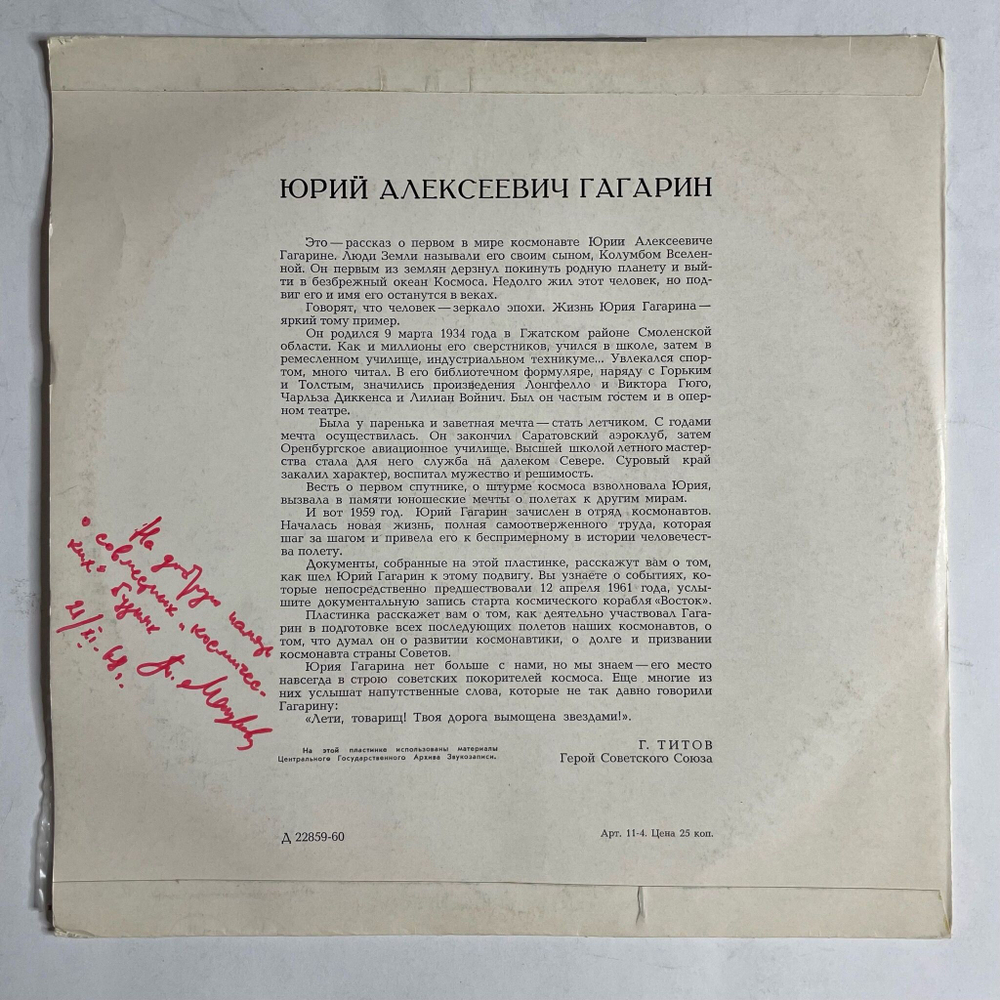 ЮРИЙ АЛЕКСЕЕВИЧ ГАГАРИН
Это — рассказ о первом в мире космонавте Юрии Алексеевиче
Гагарине. Люди Земли называли его своим сыном, Колумбом Вселен-
ной. Он первым из землян дерзнул покинуть родную планету и вый-
ти в безбрежный океан Космоса. Недолго жил этот человек, но под-
виг его и имя его останутся в веках.
Говорят, что человек — зеркало эпохи. Жизнь Юрия Гагарина —
яркий тому пример.
Он родился 9 марта 1934 года в Гжатском районе Смоленской
области. Как и миллионы его сверстников, учился в школе, затем в
ремесленном училище, индустриальном техникуме... Увлекался спор-
том, много читал. В его библиотечном формуляре, наряду с Горьким
и Толстым, значились произведения Лонгфелло и Виктора Гюго,
Чарльза Диккенса и Лилиан Войнич. Был он частым гостем и в опер-
ном театре.
Была у паренька и заветная мечта — стать летчиком. С годами
мечта осуществилась. Он закончил Саратовский аэроклуб, затем
Оренбургское авиационное училище. Высшей школой летного мастер-
ства стала для него служба на далеком Севере. Суровый край
закалил характер, воспитал мужество и решимость.
Весть о первом спутнике, о штурме космоса взволновала Юрия,
вызвала в памяти юношеские мечты о полетах к другим мирам.
И вот 1959 год. Юрий Гагарин зачислен в отряд космонавтов.
Началась новая жизнь, полная самоотверженного труда, которая
шаг за шагом и привела его к беспримерному в истории человечест-
ва полету.
Документы, собранные на этой пластинке, расскажут вам о том,
как шел Юрий Гагарин к этому подвигу. Вы узнаете о событиях, ко-
торые непосредственно предшествовали 12 апреля 1961 года, услы-
шите документальную запись старта космического корабля «Восток».
Пластинка расскажет вам о том, как деятельно участвовал Гага-
рин в подготовке всех последующих полетов наших космонавтов, о
том, что думал он о развитии космонавтики, о долге и призвании
космонавта страны Советов.
Юрия Гагарина нет больше с нами, но мы знаем — его место
навсегда в строю советских покорителей космоса. Еще многие из
них услышат напутственные слова, которые не так давно говорили
Гагарину:
«Лети, товарищ! Твоя дорога вымощена звездами!».
Г. ТИТОВ
Герой Советского Союза
На этой пластинке использованы материалы
Центрального Государственного Архива Звукозаписи.
Д 22859-60
Арт. 11-4. Цена 25 коп.
На добрую память
о совместных „космичес-
ких“ буднях
21/XI-68г.